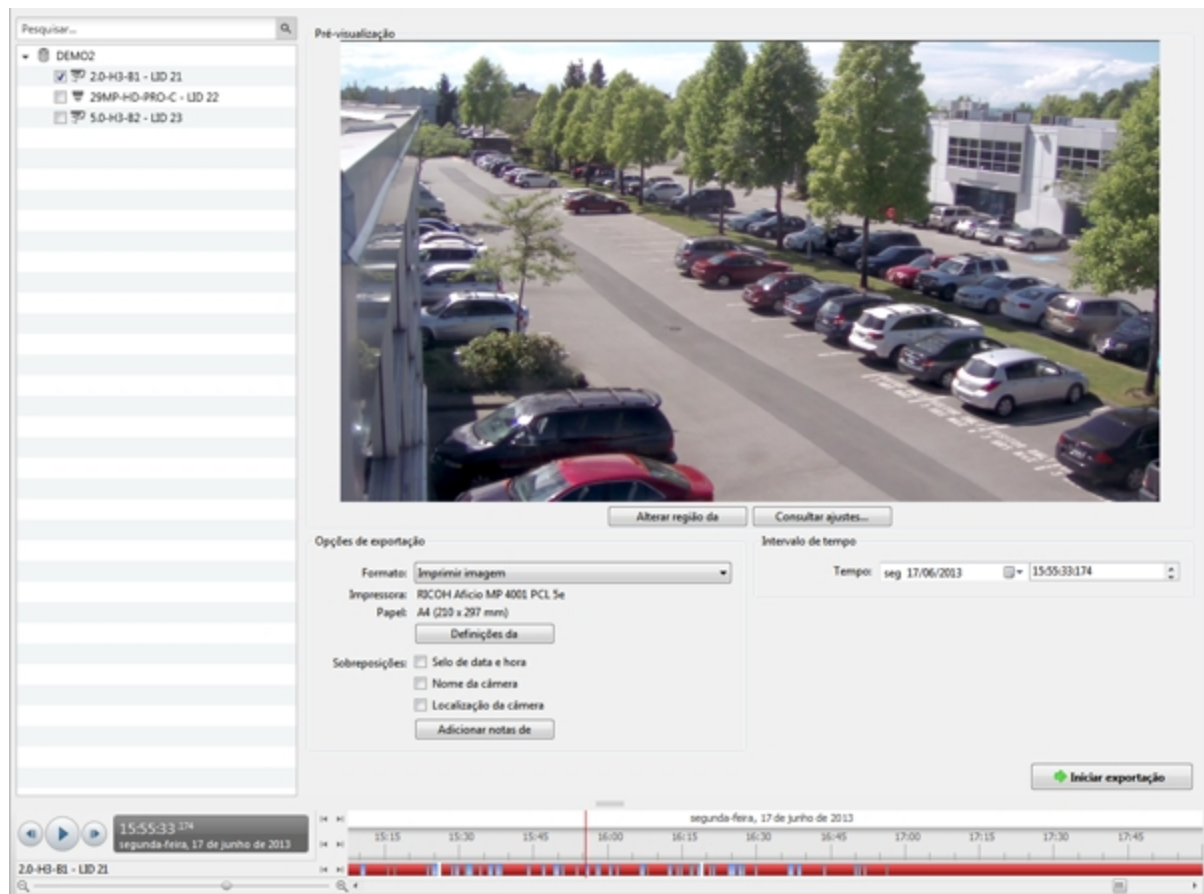 Pesquisar...
DEMO2
2.0-H3-B1 - LID 21
29MP-HD-PRO-C - LID 22
5.0-H3-B2 - LID 23
Pré-visualização
Alterar região da
Consultar ajustes...
Opções de exportação
Formato: Imprimir imagem
Impressora: RICOH Aficio MP 4001 PCL 5e
Papel: A4 (210 x 297 mm)
Definições da
Sobreposições: Selo de data e hora
Nome da câmera
Localização da câmera
Adicionar notas de
Intervalo de tempo
Tempo: seg 17/06/2013 15:55:33:174
Iniciar exportação
15:55:33.174
segunda-feira, 17 de junho de 2013
segunda-feira, 17 de junho de 2013
15:15 15:30 15:45 16:00 16:15 16:30 16:45 17:00 17:15 17:30 17:45
2.0-H3-B1 - LID 21